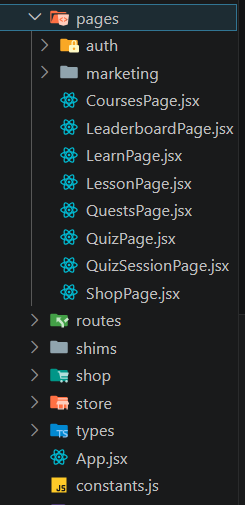 pages
auth
marketing
CoursesPage.jsx
LeaderboardPage.jsx
LearnPage.jsx
LessonPage.jsx
QuestsPage.jsx
QuizPage.jsx
QuizSessionPage.jsx
ShopPage.jsx
routes
shims
shop
store
TS
types
App.jsx
JS
constants.js